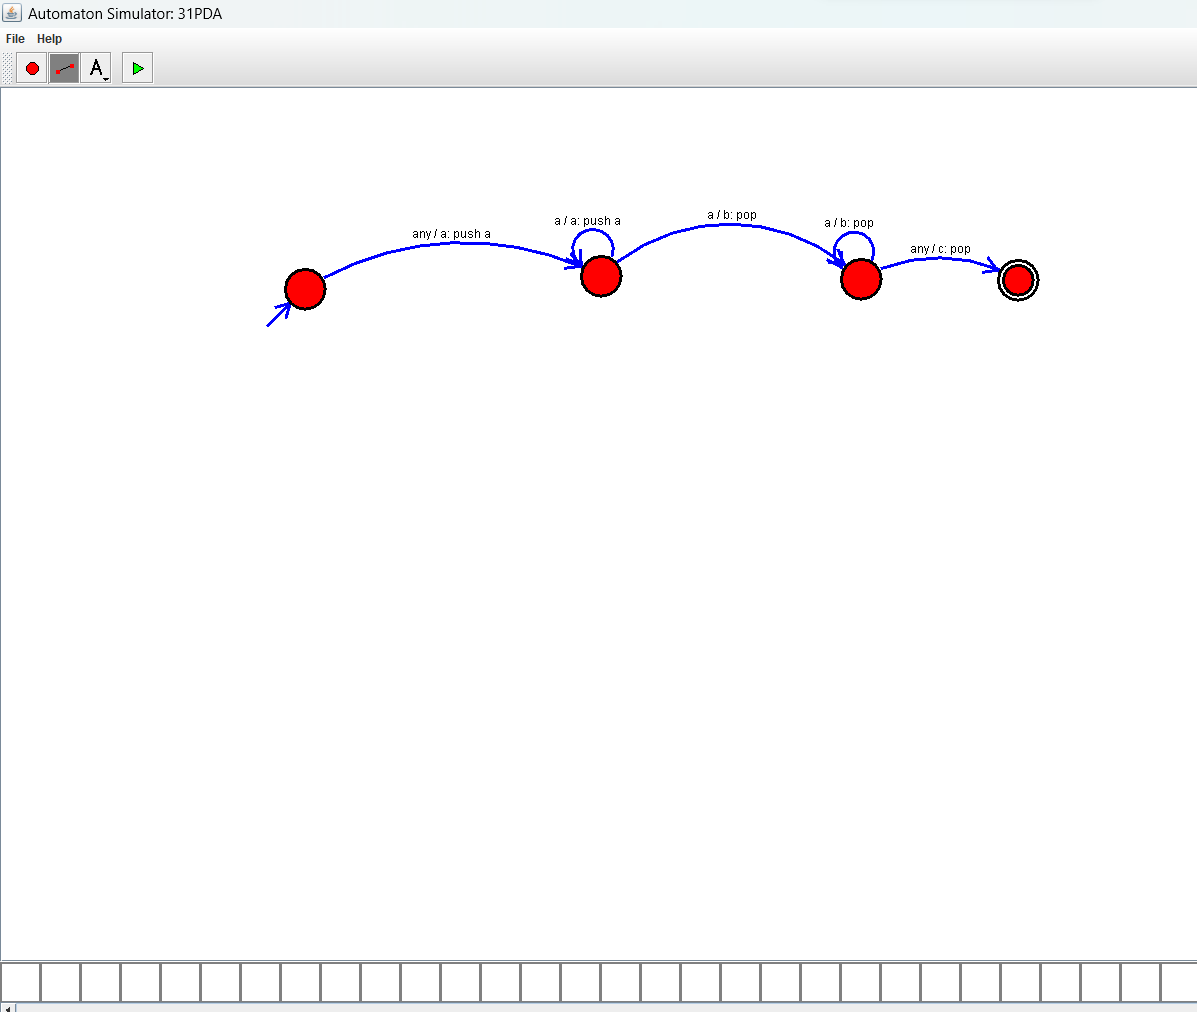 Automaton Simulator: 31PDA
File Help
A
any / a: push a
a / a: push a
a / b: pop
a / b: pop
any / c: pop